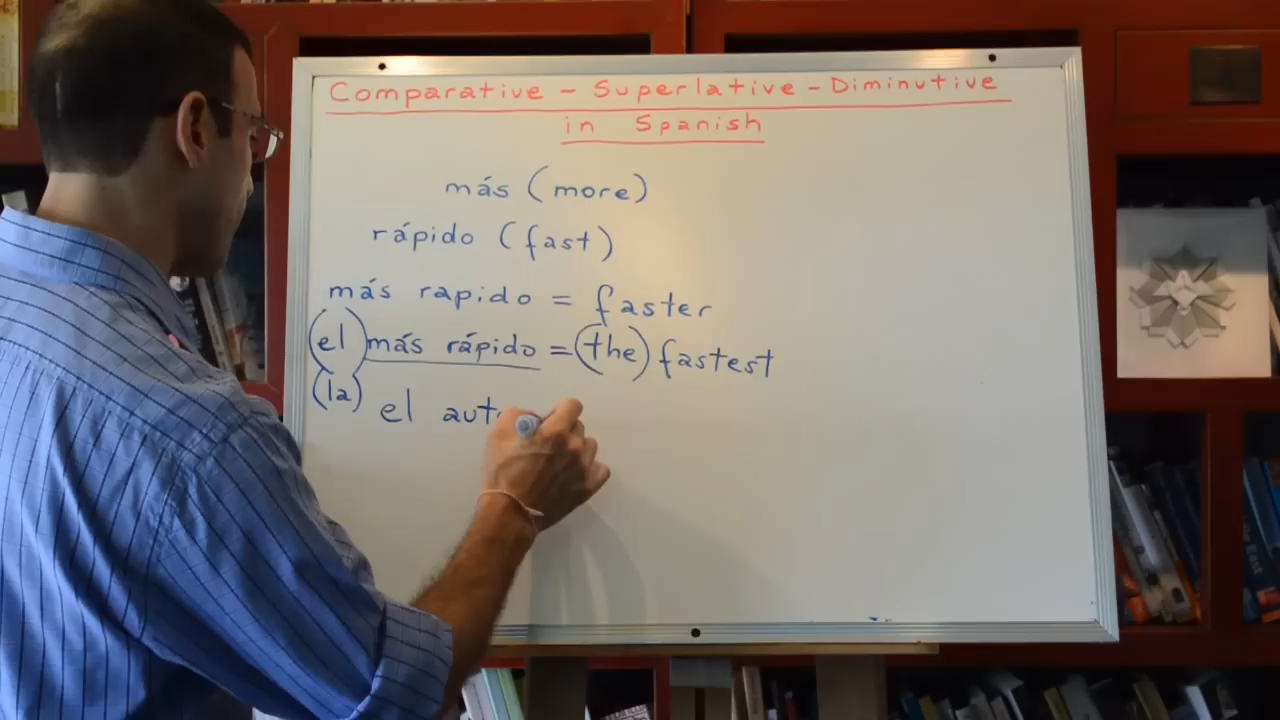 Comparative - Superlative - Diminutive
in Spanish
más (more)
rápido (fast)
más rapido = faster
(el) más rápido = (the) fastest
(la)
el aut